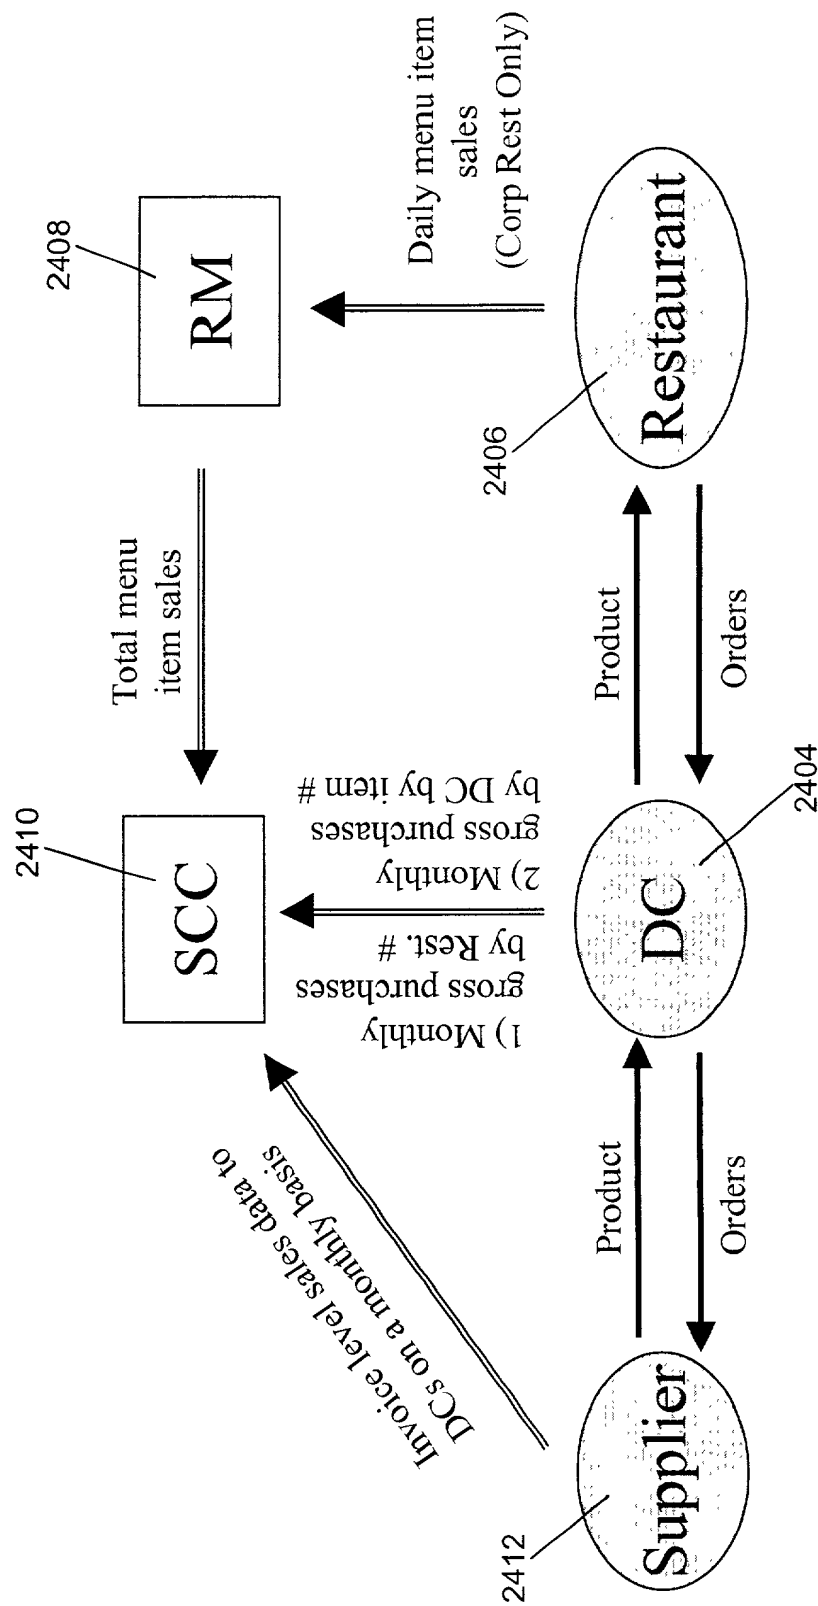 2410
SCC
2408
RM
Total menu
item sales
Invoice level sales data to
DCs on a monthly basis
1) Monthly
gross purchases
by Rest. #
2) Monthly
gross purchases
by DC by item #
Daily menu item
sales
(Corp Rest Only)
2412
Supplier
Product
Orders
DC
2404
Product
Orders
2406
Restaurant